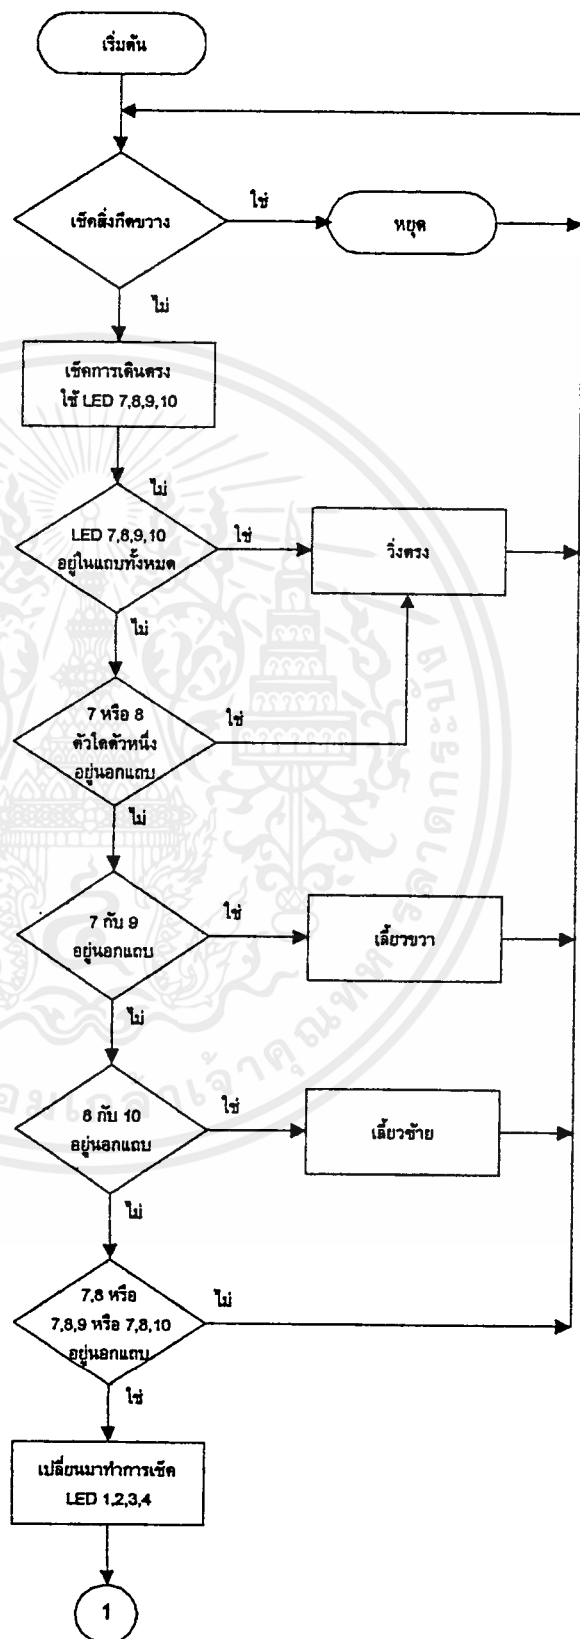 เริ่มต้น
เช็คสิ่งกีดขวาง
ใช่
หยุด
ไม่
เช็คการเดินตรง
ใช้ LED 7,8,9,10
ไม่
LED 7,8,9,10
อยู่ในแถบทั้งหมด
ใช่
วิ่งตรง
ไม่
7 หรือ 8
ตัวใดตัวหนึ่ง
อยู่นอกแถบ
ใช่
ไม่
7 กับ 9
อยู่นอกแถบ
ใช่
เลี้ยวขวา
ไม่
8 กับ 10
อยู่นอกแถบ
ใช่
เลี้ยวซ้าย
ไม่
7,8 หรือ
7,8,9 หรือ 7,8,10
อยู่นอกแถบ
ไม่
ใช่
เปลี่ยนมาทำการเช็ค
LED 1,2,3,4
1